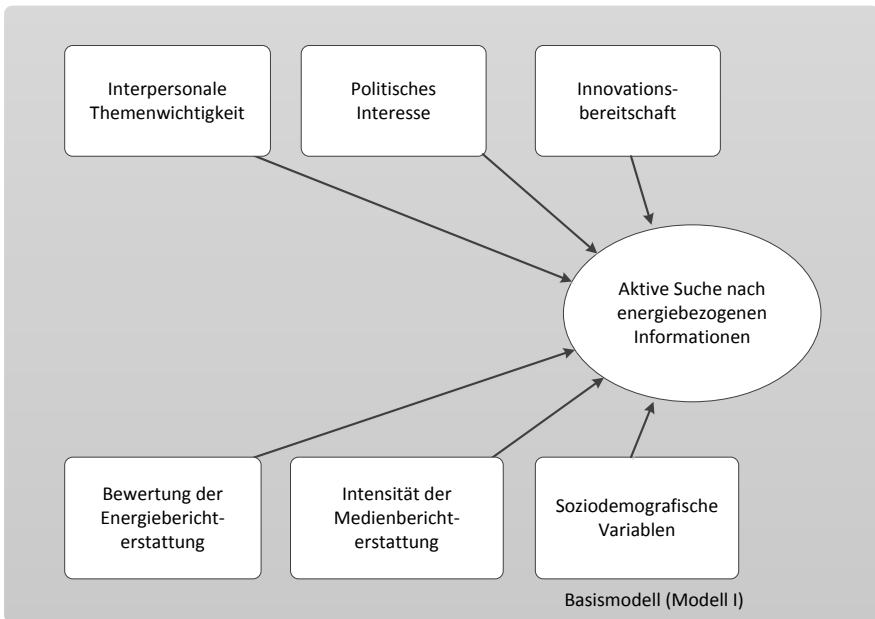 Interpersonale
Themenwichtigkeit
Politisches
Interesse
Innovations-
bereitschaft
Aktive Suche nach
energiebezogenen
Informationen
Bewertung der
Energiebericht-
erstattung
Intensität der
Medienbericht-
erstattung
Soziodemografische
Variablen
Basismodell (Modell I)